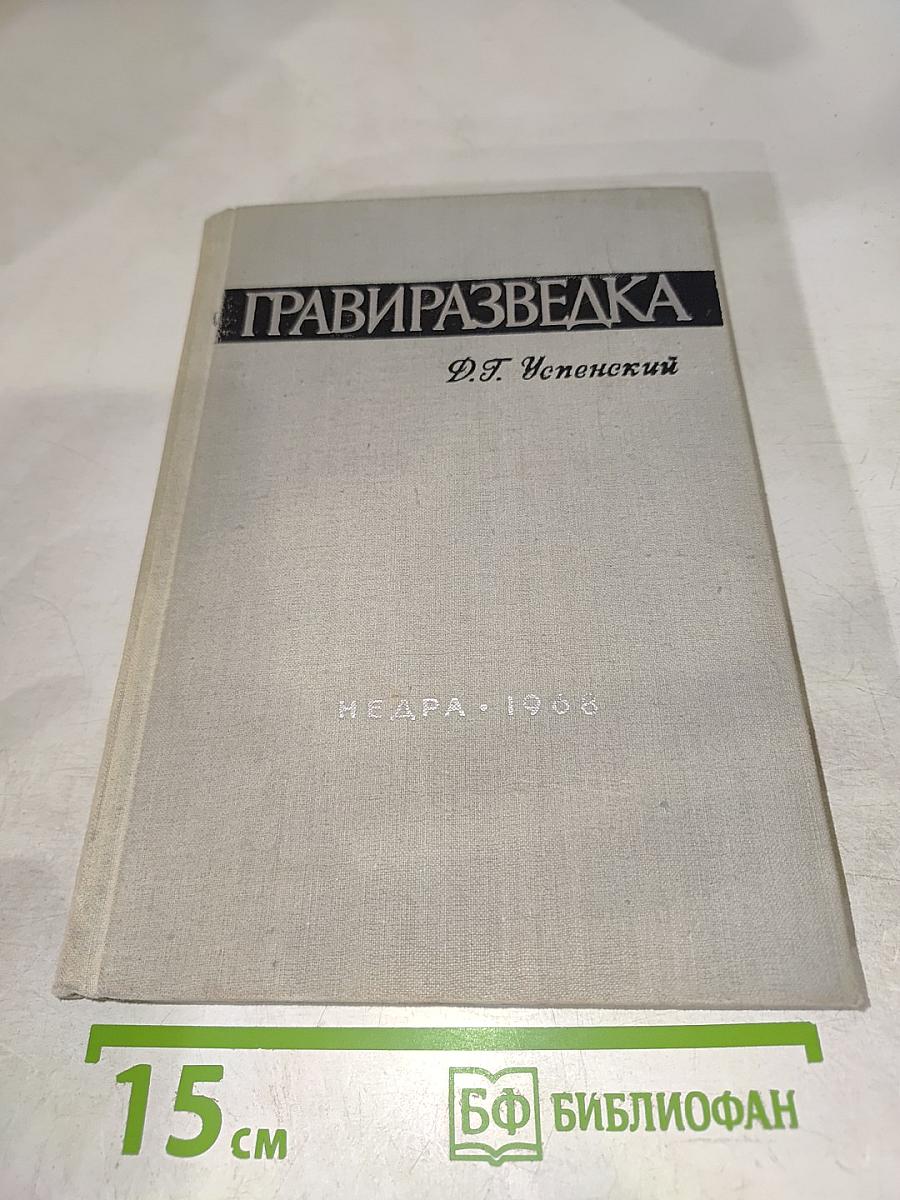 ГРАВИРАЗВЕДКА
Д.Г. Успенский
НЕДРА • 1968
15 см
БФ БИБЛИОФАН